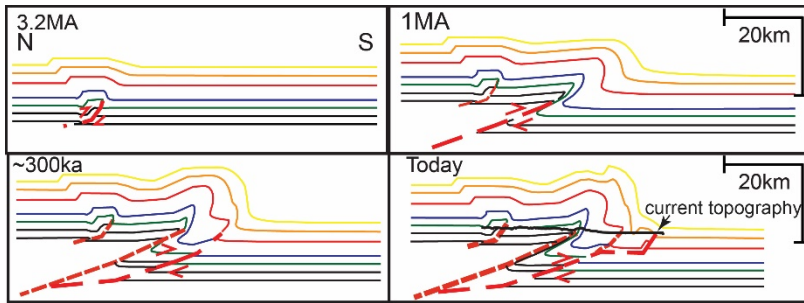 3.2MA
N S
1MA
20km
~300ka
Today
20km
current topography